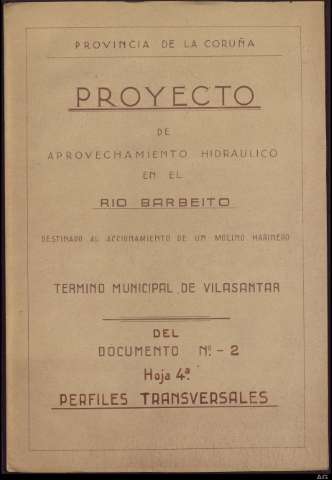 PROVINCIA DE LA CORUÑA
PROYECTO
DE
APROVECHAMIENTO HIDRAULICO
EN EL
RIO BARBEITO
DESTINADO AL ACCIONAMIENTO DE UN MOLINO HARINERO
TERMINO MUNICIPAL DE VILASANTAR
DEL
DOCUMENTO Nº.- 2
Hoja 4ª.
PERFILES TRANSVERSALES
AG